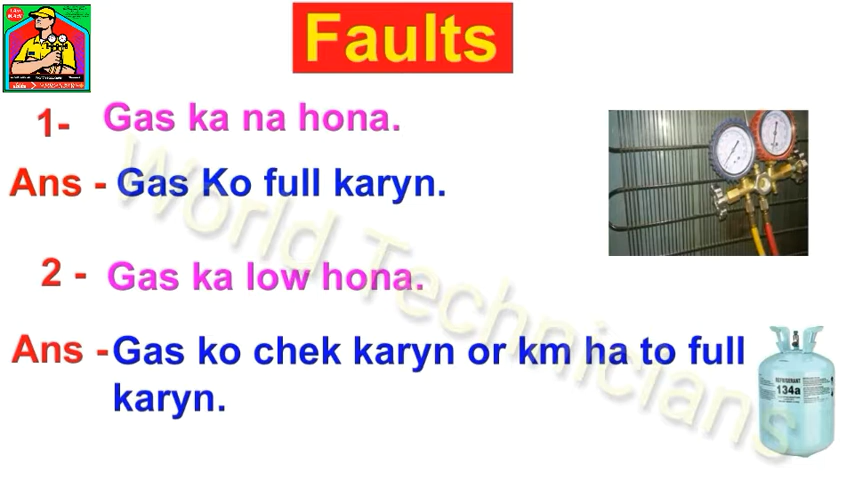 Faults
1- Gas ka na hona.
Ans - Gas Ko full karyn.
2 - Gas ka low hona.
Ans - Gas ko chek karyn or km ha to full
karyn.
World Technicians
REFRIGERANT
134a